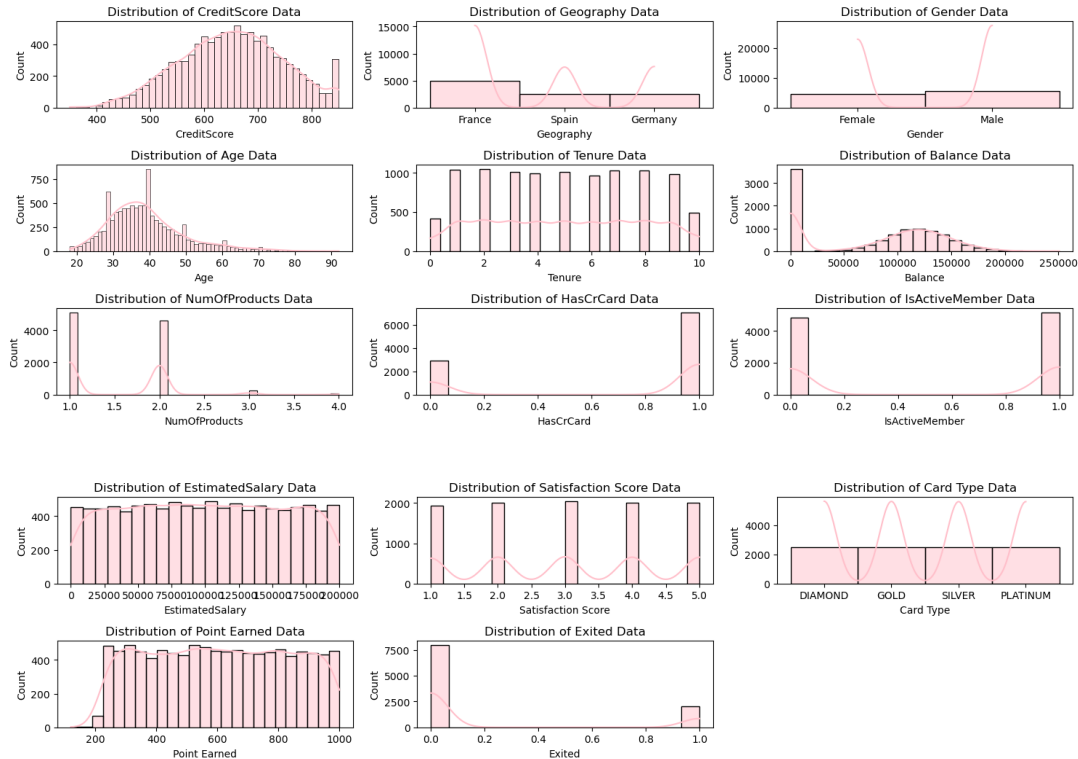 Distribution of CreditScore Data
Count
400
200
0
400 500 600 700 800
CreditScore
Distribution of Geography Data
Count
15000
10000
5000
0
France Spain Germany
Geography
Distribution of Gender Data
Count
20000
10000
0
Female Male
Gender
Distribution of Age Data
Count
750
500
250
0
20 30 40 50 60 70 80 90
Age
Distribution of Tenure Data
Count
1000
500
0
0 2 4 6 8 10
Tenure
Distribution of Balance Data
Count
3000
2000
1000
0
0 50000 100000 150000 200000 250000
Balance
Distribution of NumOfProducts Data
Count
4000
2000
0
1.0 1.5 2.0 2.5 3.0 3.5 4.0
NumOfProducts
Distribution of HasCrCard Data
Count
6000
4000
2000
0
0.0 0.2 0.4 0.6 0.8 1.0
HasCrCard
Distribution of IsActiveMember Data
Count
4000
2000
0
0.0 0.2 0.4 0.6 0.8 1.0
IsActiveMember
Distribution of EstimatedSalary Data
Count
400
200
0
0 25000 50000 75000 100000 125000 150000 175000 200000
EstimatedSalary
Distribution of Satisfaction Score Data
Count
2000
1000
0
1.0 1.5 2.0 2.5 3.0 3.5 4.0 4.5 5.0
Satisfaction Score
Distribution of Card Type Data
Count
4000
2000
0
DIAMOND GOLD SILVER PLATINUM
Card Type
Distribution of Point Earned Data
Count
400
200
0
200 400 600 800 1000
Point Earned
Distribution of Exited Data
Count
7500
5000
2500
0
0.0 0.2 0.4 0.6 0.8 1.0
Exited